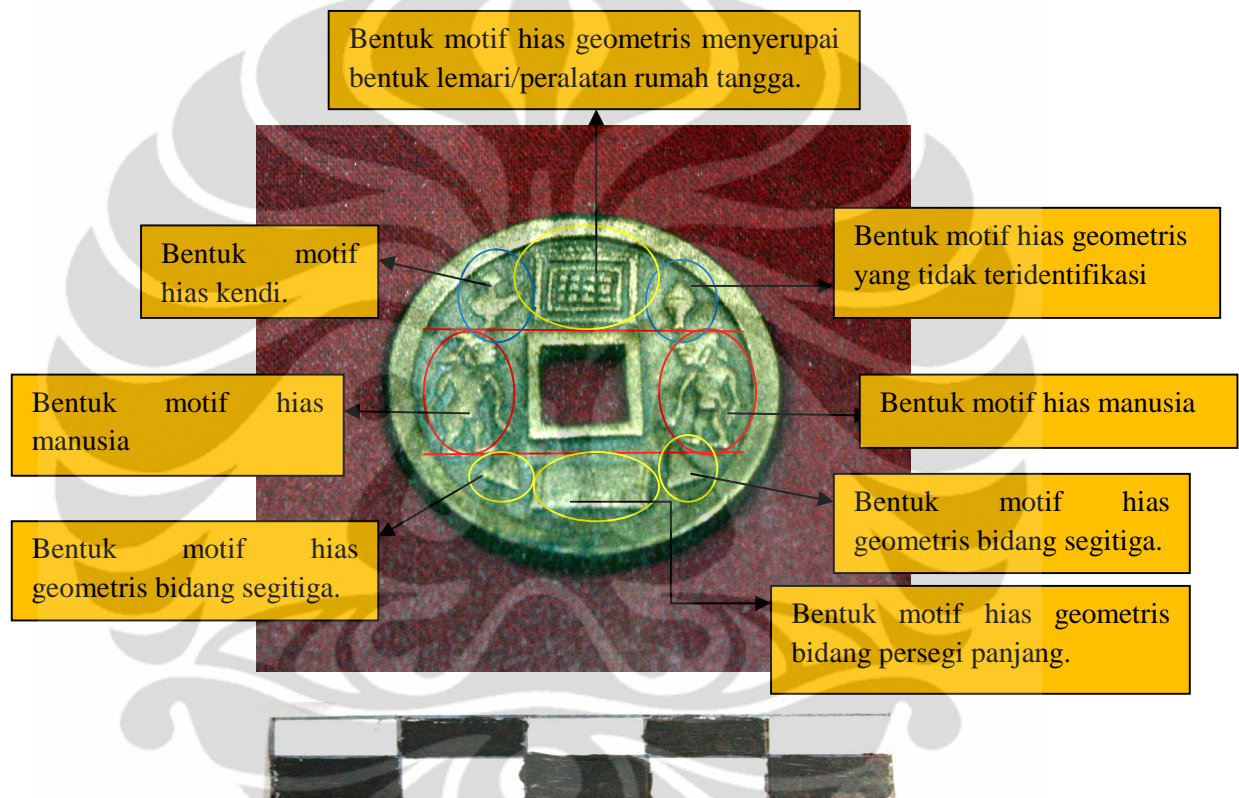 Bentuk motif hias geometris menyerupai
bentuk lemari/peralatan rumah tangga.
Bentuk motif
hias kendi.
Bentuk motif hias geometris
yang tidak teridentifikasi
Bentuk motif hias
manusia
Bentuk motif hias manusia
Bentuk motif hias
geometris bidang segitiga.
Bentuk motif hias
geometris bidang segitiga.
Bentuk motif hias geometris
bidang persegi panjang.